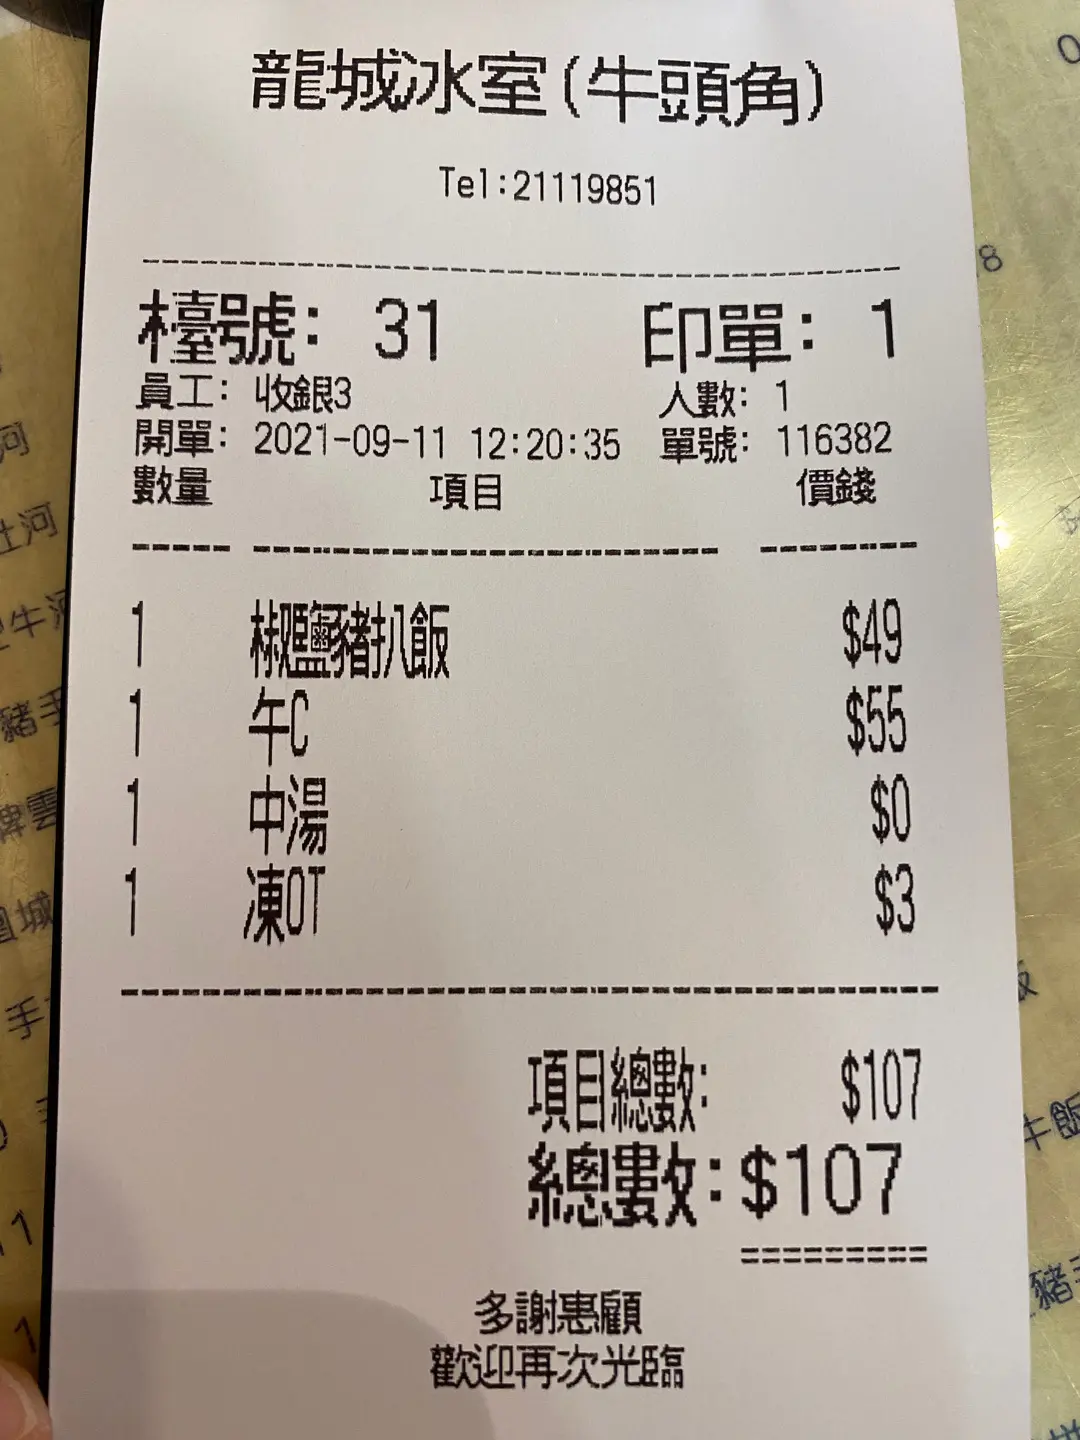 龍城冰室(牛頭角)
Tel:21119851
檯號: 31 印單: 1
員工: 收銀3 人數: 1
開單: 2021-09-11 12:20:35 單號: 116382
數量 項目 價錢
1 椒鹽豬扒飯 $49
1 午C $55
1 中湯 $0
1 凍OT $3
項目總數: $107
總數: $107
=========
多謝惠顧
歡迎再次光臨